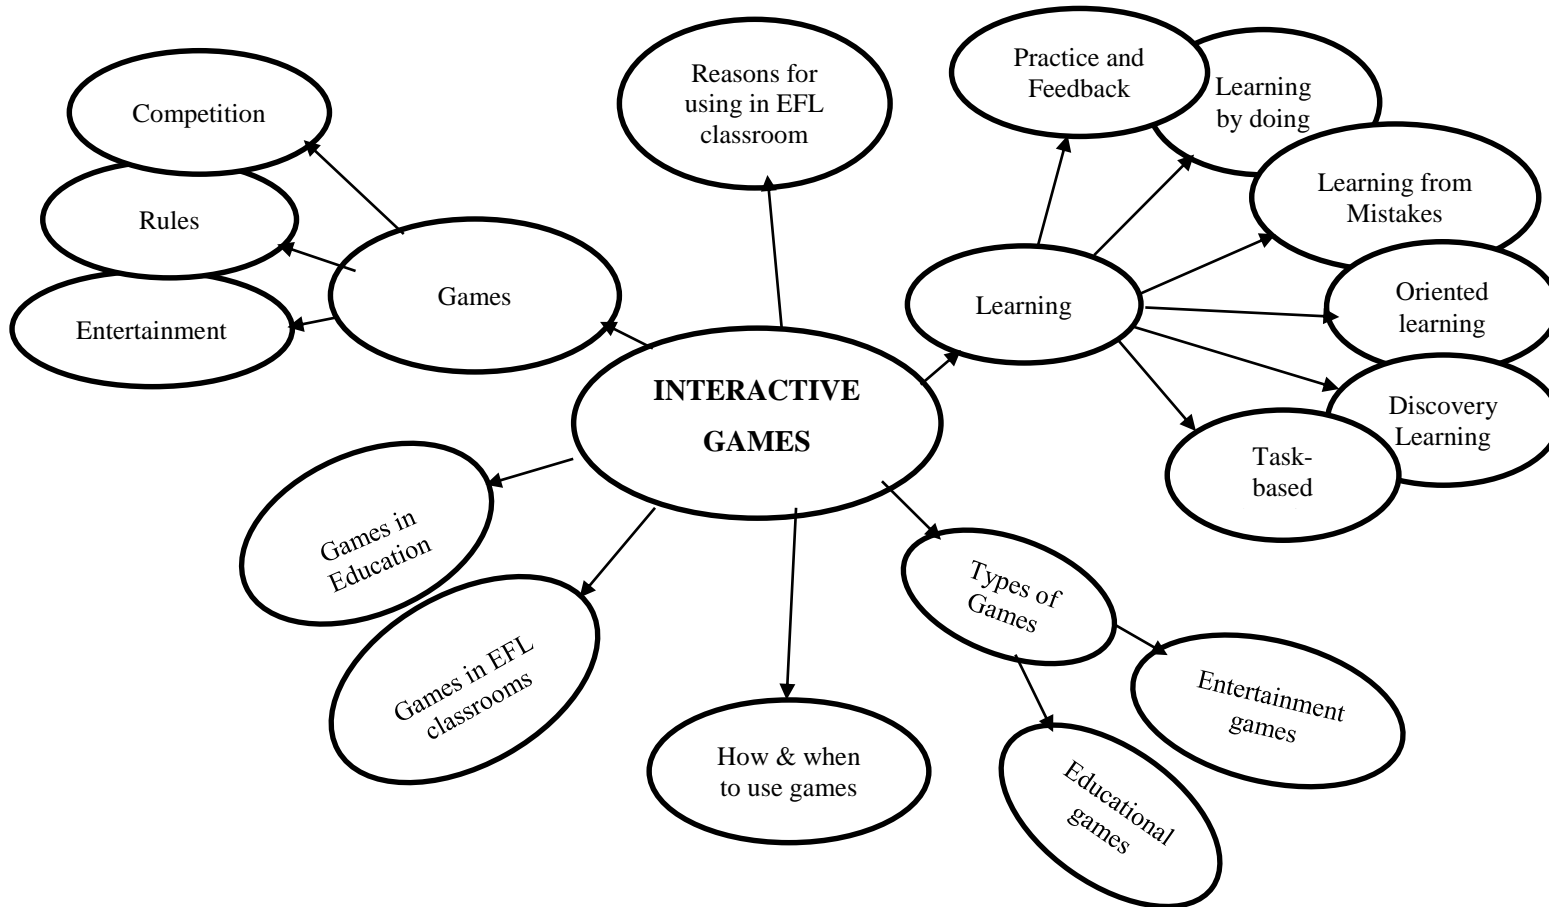 Practice and
Feedback
Learning
by doing
Reasons for
using in EFL
classroom
Competition
Learning from
Mistakes
Rules
Games
Learning
Oriented
learning
Entertainment
INTERACTIVE
GAMES
Discovery
Learning
Task-
based
Games in
Education
Types of
Games
Games in EFL
classrooms
Entertainment
games
How & when
to use games
Educational
games